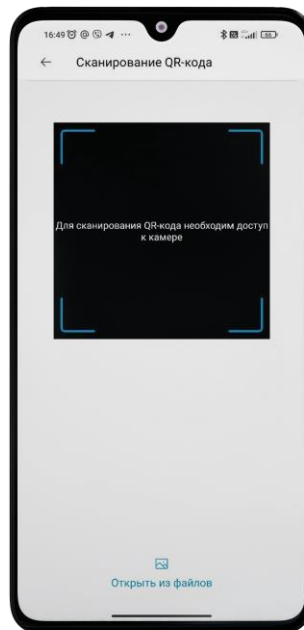 16:49
Сканирование QR-кода
Для сканирования QR-кода необходим доступ
к камере
Открыть из файлов